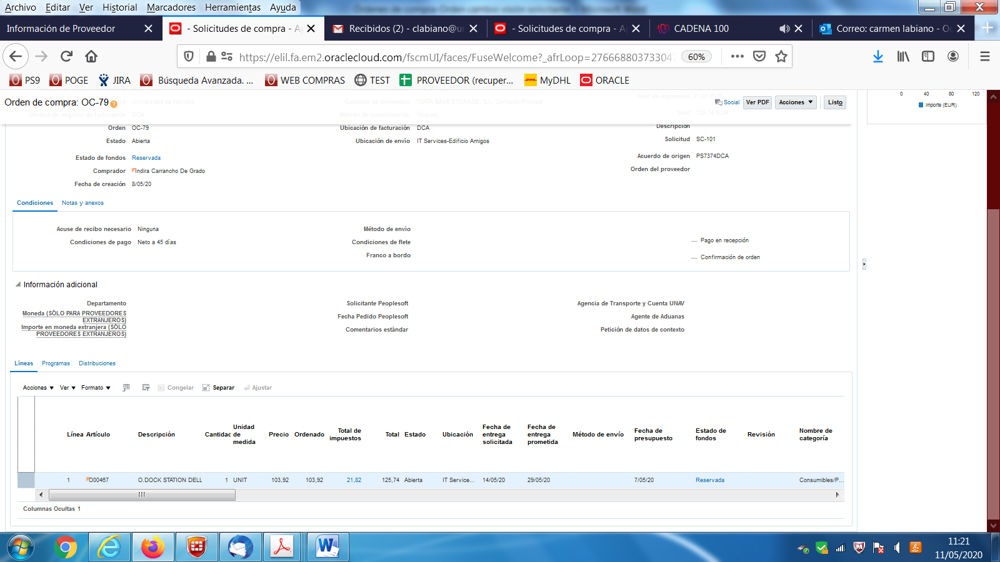 Archivo Editar Ver Historial Marcadores Herramientas Ayuda
Información de Proveedor
- Solicitudes de compra - A
Recibidos (2) - clabiano@u
- Solicitudes de compra - A
CADENA 100
Correo: carmen labiano - O
https://elil.fa.em2.oraclecloud.com/fscmUI/faces/FuseWelcome?_afrLoop=27666880373304
60%
PS9 POGE JIRA Búsqueda Avanzada. ... WEB COMPRAS TEST PROVEEDOR (recuper... MyDHL ORACLE
Orden de compra: OC-79
Social Ver PDF Acciones Listo
Universidad de Navarra
Contacto de proveedor
Total de impuestos 21,82 EUR
Unidad de negocio de facturación DCA
Método de comunicación Ninguno
Total 125,74 EUR
0 40 80 120
Importe (EUR)
Orden OC-79
Ubicación de facturación DCA
Descripción
Estado Abierta
Ubicación de envío IT Services-Edificio Amigos
Solicitud SC-101
Estado de fondos Reservada
Acuerdo de origen PS7374DCA
Comprador Indira Carrancho De Grado
Orden del proveedor
Fecha de creación 8/05/20
Condiciones Notas y anexos
Acuse de recibo necesario Ninguna
Método de envío
Condiciones de pago Neto a 45 días
Condiciones de flete
Pago en recepción
Franco a bordo
Confirmación de orden
Información adicional
Departamento
Solicitante Peoplesoft
Agencia de Transporte y Cuenta UNAV
Moneda (SÓLO PARA PROVEEDORES
EXTRANJEROS)
Fecha Pedido Peoplesoft
Agente de Aduanas
Importe en moneda extranjera (SÓLO
PROVEEDORES EXTRANJEROS)
Comentarios estándar
Petición de datos de contexto
Líneas Programas Distribuciones
Acciones Ver Formato Congelar Separar Ajustar
Línea Artículo Descripción Cantidad Unidad de medida Precio Ordenado Total de impuestos Total Estado Ubicación Fecha de entrega solicitada Fecha de entrega prometida Método de envío Fecha de presupuesto Estado de fondos Revisión Nombre de categoría
1 O00467 O.DOCK STATION DELL 1 UNIT 103,92 103,92 21,82 125,74 Abierta IT Service... 14/05/20 29/05/20 7/05/20 Reservada Consumibles/P...
Columnas Ocultas 1
11:21
11/05/2020